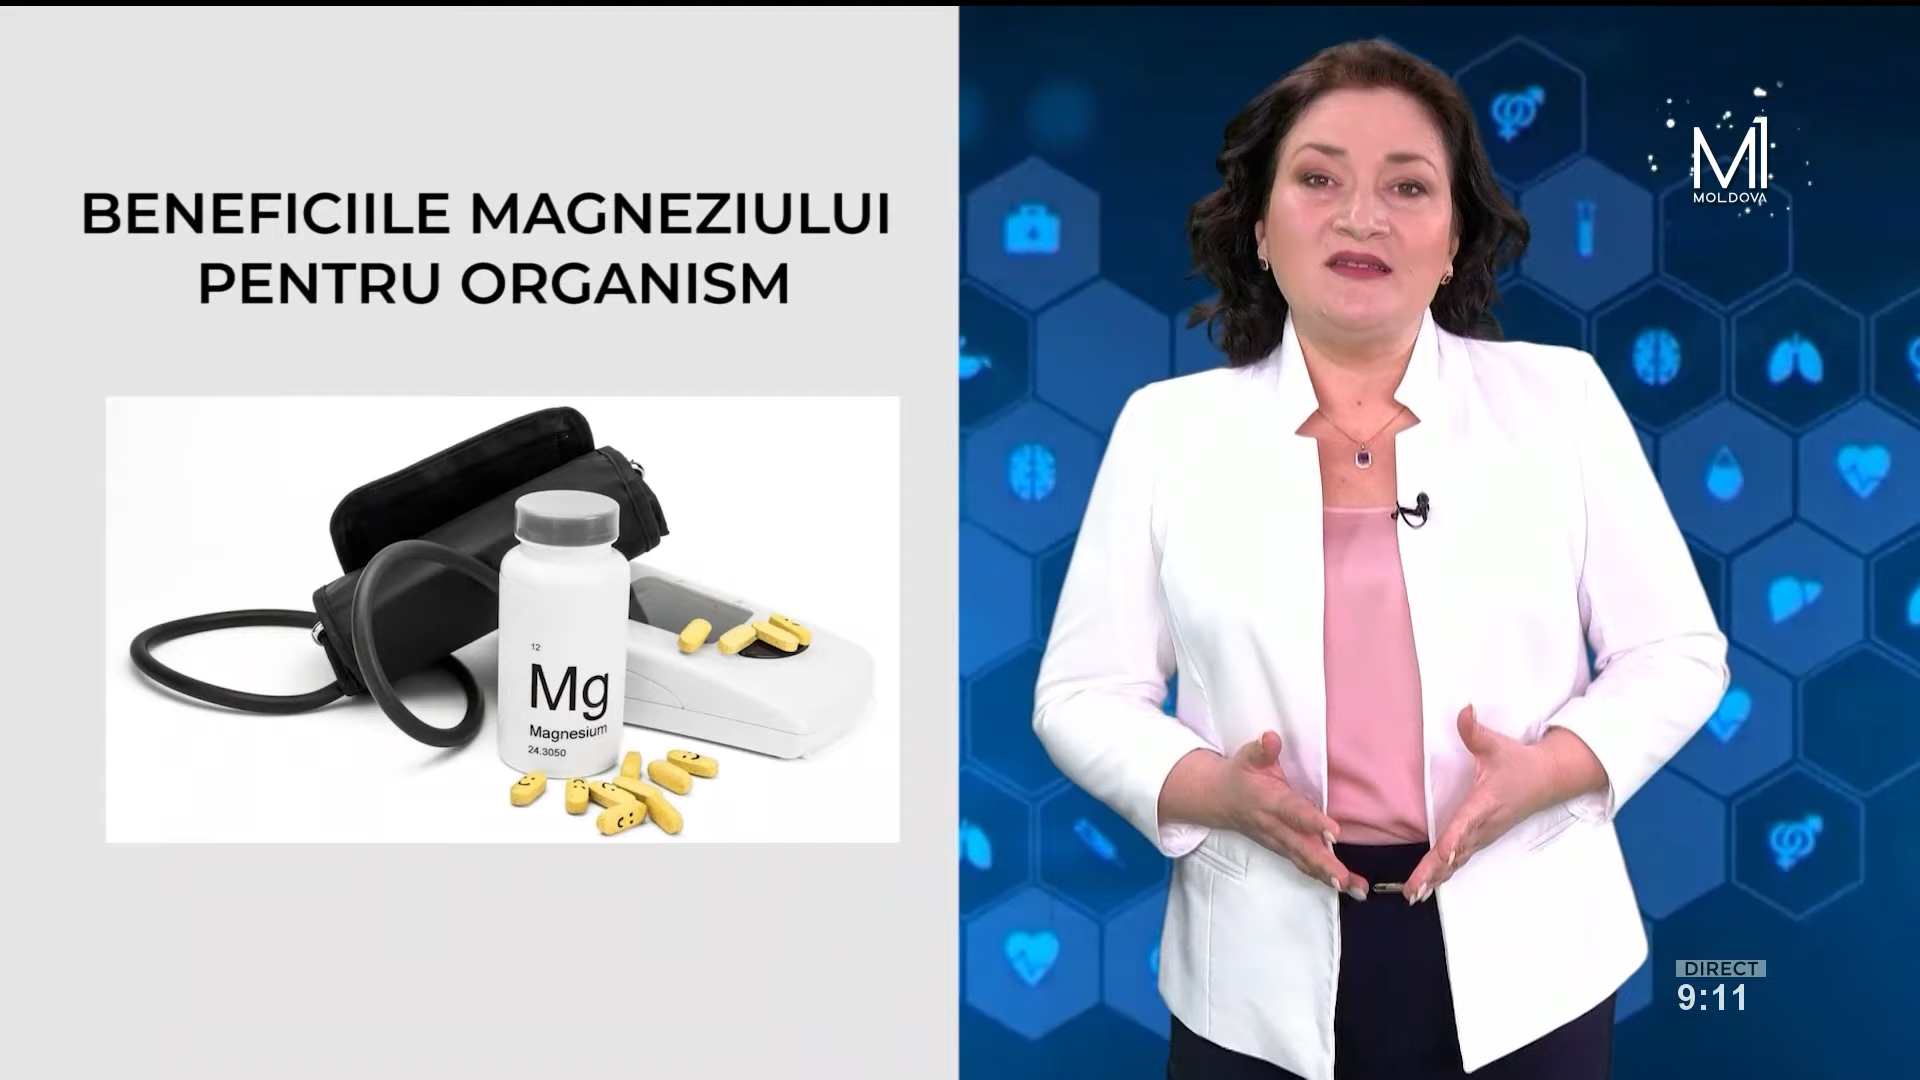 BENEFICIILE MAGNEZIULUI
PENTRU ORGANISM
12
Mg
Magnesium
24.3050
M1
MOLDOVA
DIRECT
9:11